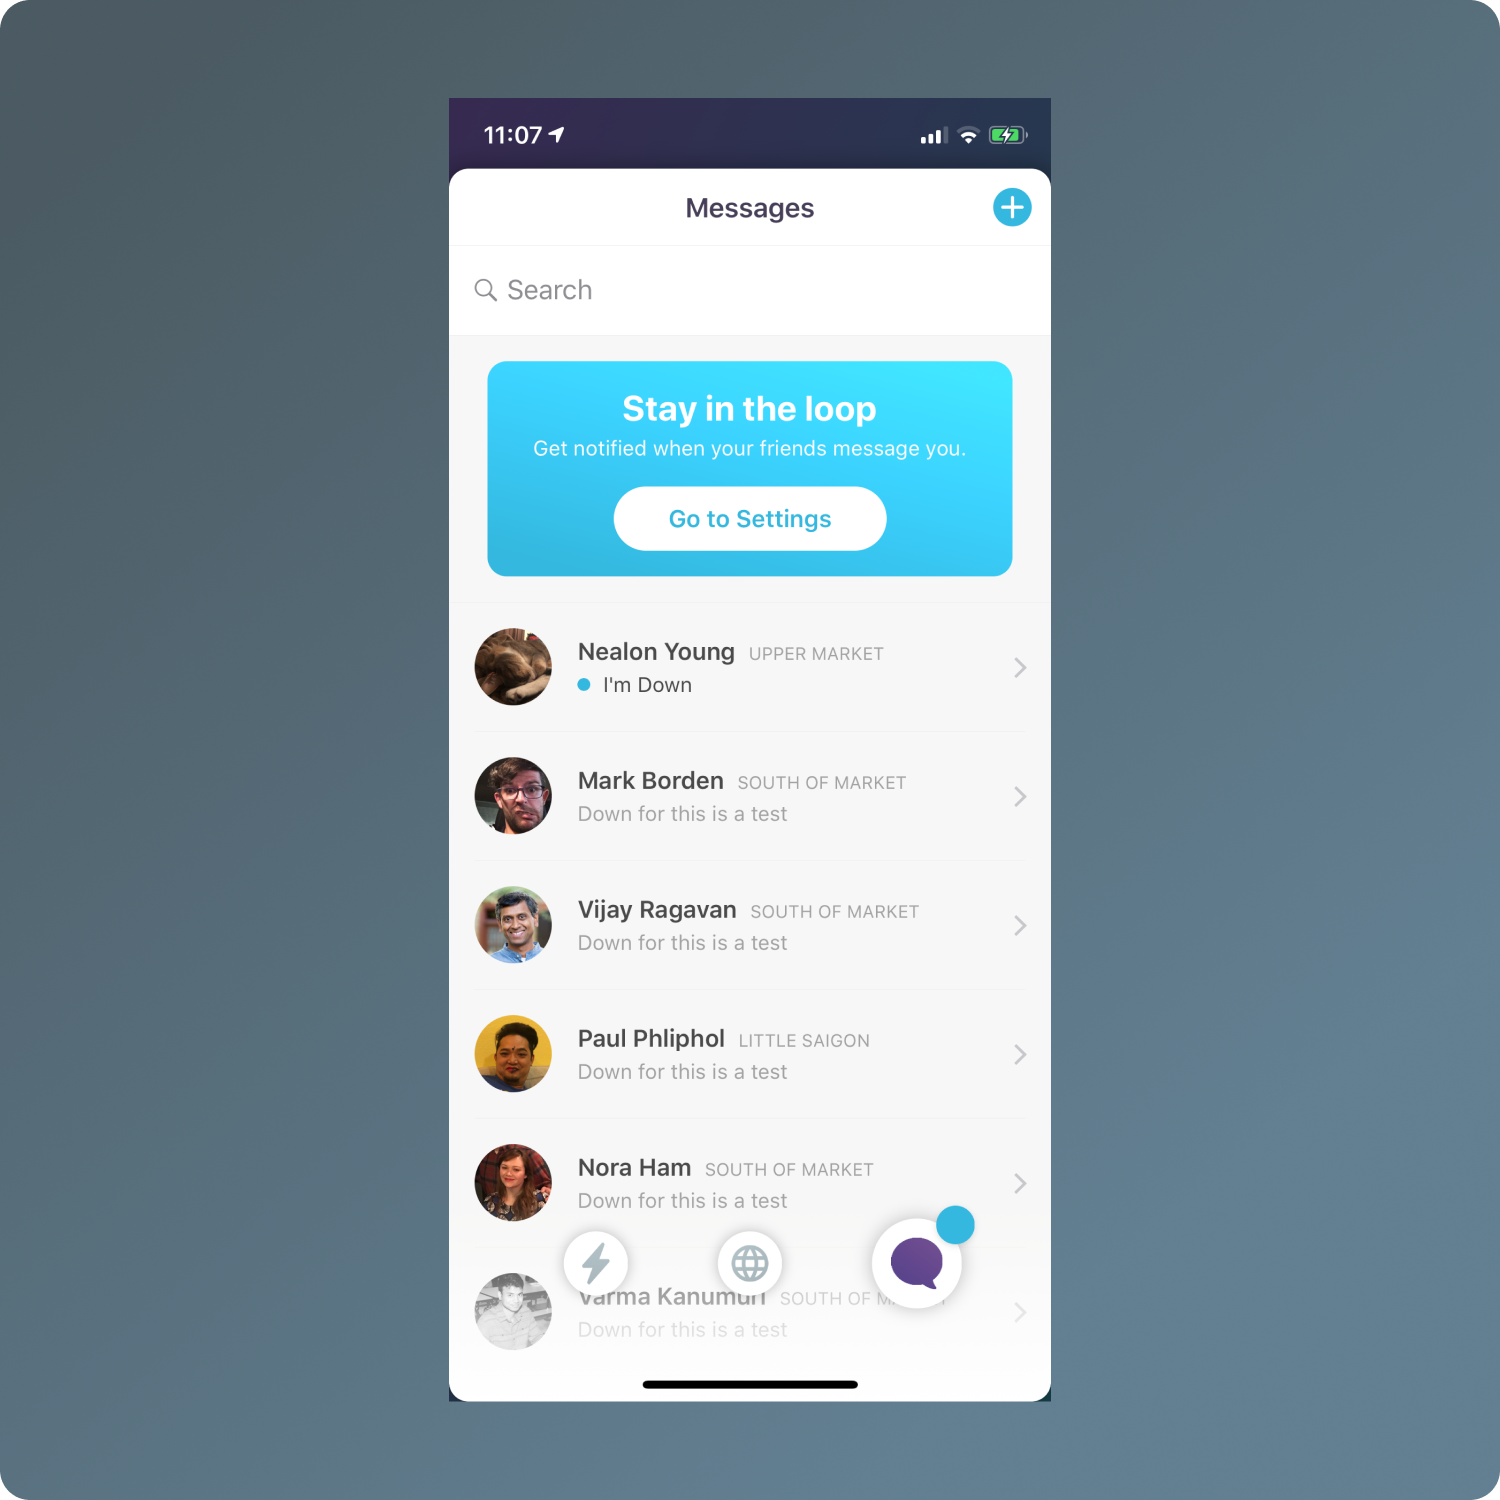 11:07
Messages
Search
Stay in the loop
Get notified when your friends message you.
Go to Settings
Nealon Young UPPER MARKET
I'm Down
Mark Borden SOUTH OF MARKET
Down for this is a test
Vijay Ragavan SOUTH OF MARKET
Down for this is a test
Paul Phliphol LITTLE SAIGON
Down for this is a test
Nora Ham SOUTH OF MARKET
Down for this is a test
Varma Kanumuri SOUTH OF
Down for this is a test